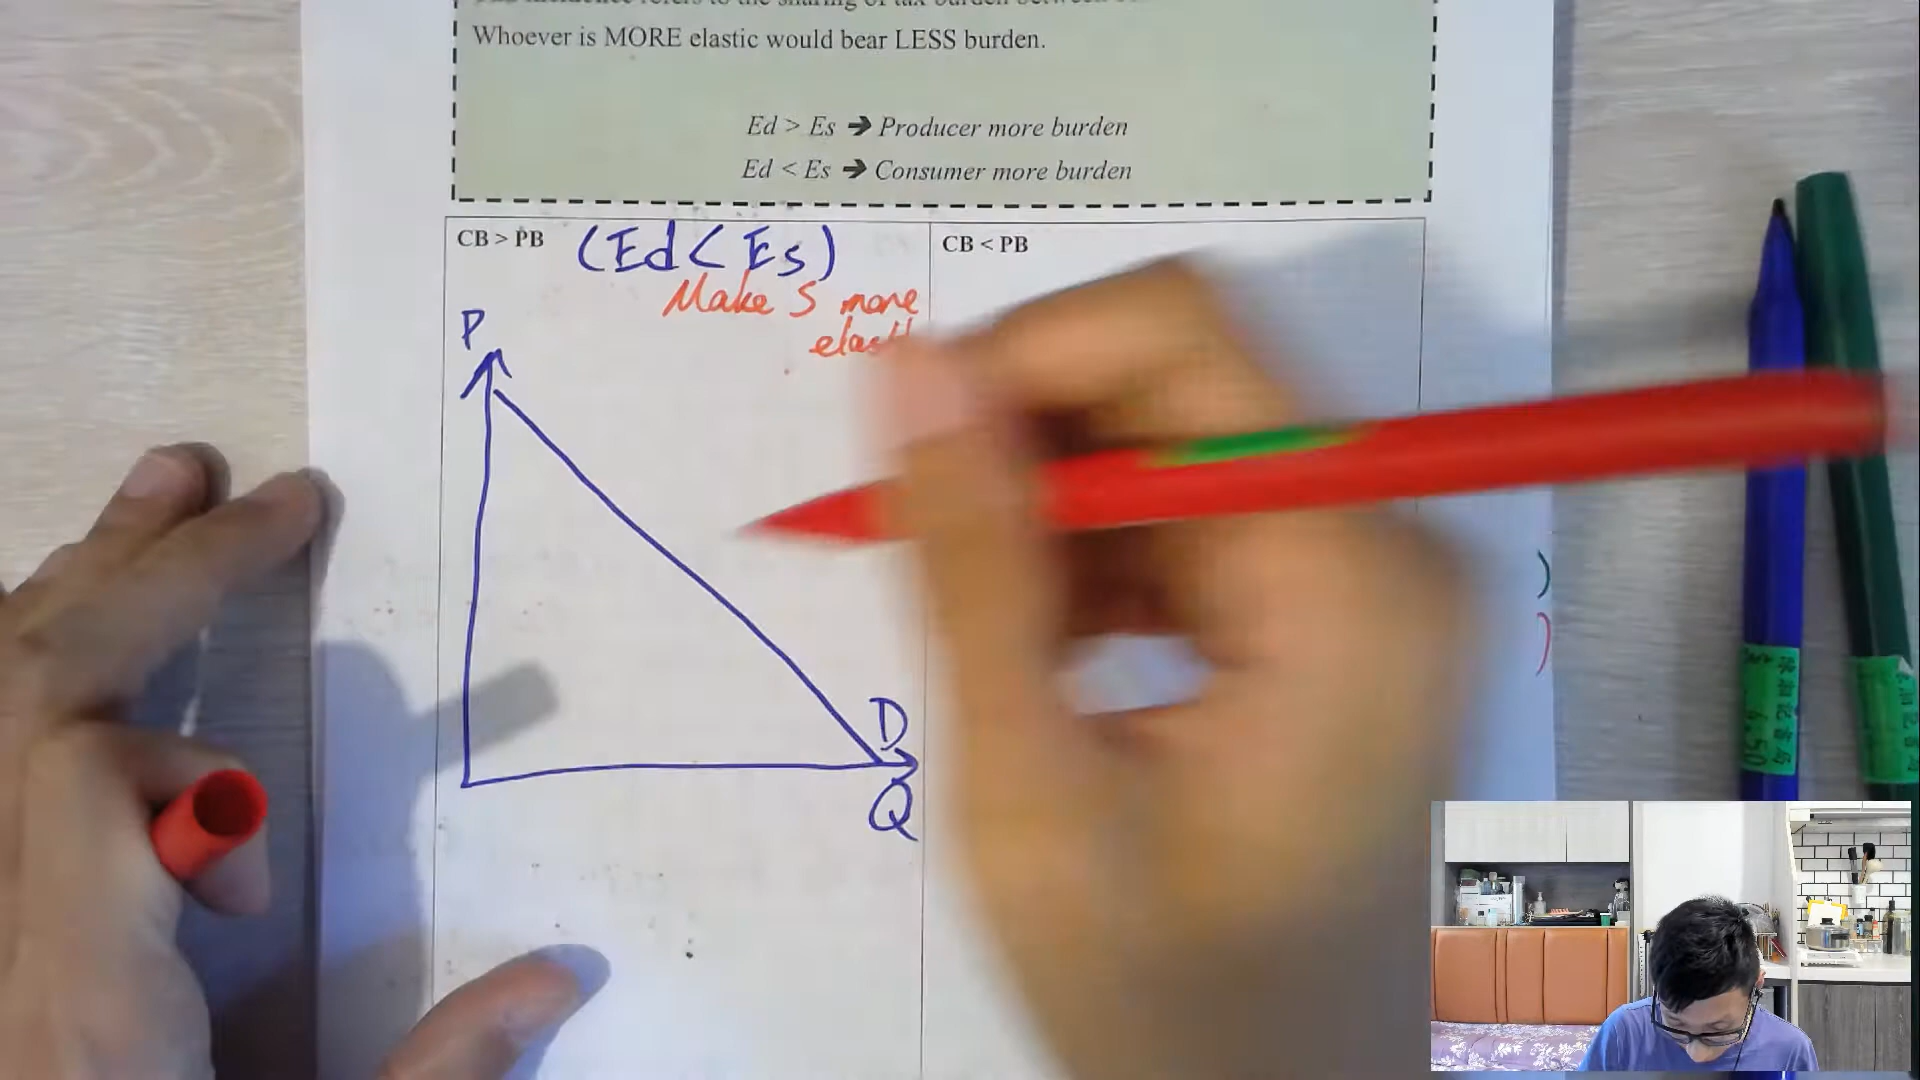 Whoever is MORE elastic would bear LESS burden.
Ed > Es ➔ Producer more burden
Ed < Es ➔ Consumer more burden
CB > PB (Ed < Es)
CB < PB
Make S more
P
D
Q